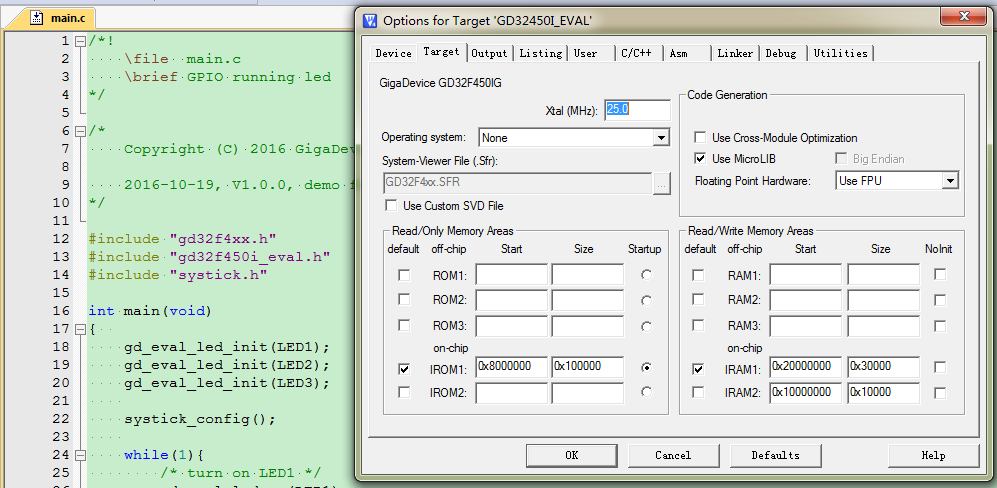 main.c
1 /*!
2 \file main.c
3 \brief GPIO running led
4 */
5
6 /*
7 Copyright (C) 2016 GigaDev
8
9 2016-10-19, V1.0.0, demo f
10 */
11
12 #include "gd32f4xx.h"
13 #include "gd32f450i_eval.h"
14 #include "systick.h"
15
16 int main(void)
17 {
18 gd_eval_led_init(LED1);
19 gd_eval_led_init(LED2);
20 gd_eval_led_init(LED3);
21
22 systick_config();
23
24 while(1){
25 /* turn on LED1 */
Options for Target 'GD32450I_EVAL'
Device Target Output Listing User C/C++ Asm Linker Debug Utilities
GigaDevice GD32F450IG
Xtal (MHz): 25.0
Operating system: None
System-Viewer File (.Sfr):
GD32F4xx.SFR ...
Use Custom SVD File
Code Generation
Use Cross-Module Optimization
Use MicroLIB Big Endian
Floating Point Hardware: Use FPU
Read/Only Memory Areas
default off-chip Start Size Startup
ROM1:
ROM2:
ROM3:
on-chip
IROM1: 0x8000000 0x100000
IROM2:
Read/Write Memory Areas
default off-chip Start Size NoInit
RAM1:
RAM2:
RAM3:
on-chip
IRAM1: 0x20000000 0x30000
IRAM2: 0x10000000 0x10000
OK Cancel Defaults Help